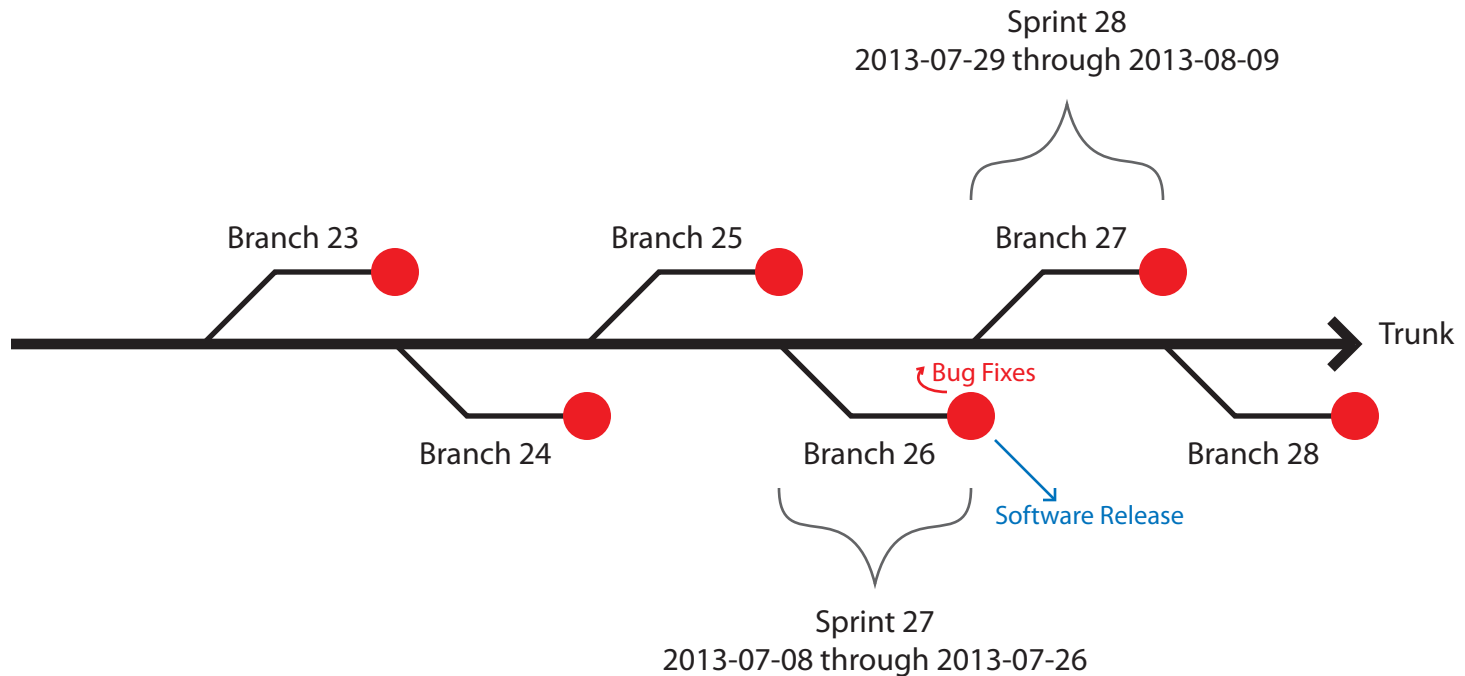 Sprint 28
2013-07-29 through 2013-08-09
Branch 23
Branch 25
Branch 27
Trunk
Bug Fixes
Branch 24
Branch 26
Branch 28
Software Release
Sprint 27
2013-07-08 through 2013-07-26